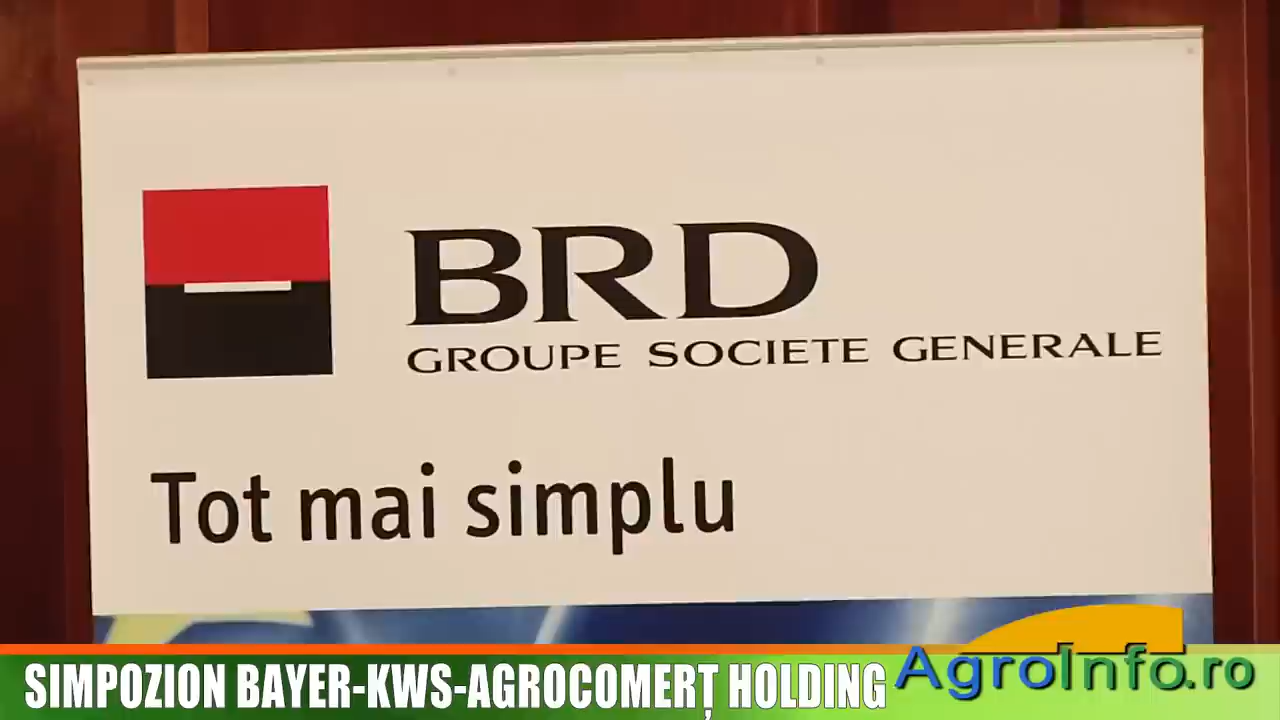 BRD
GROUPE SOCIETE GENERALE
Tot mai simplu
SIMPOZION BAYER-KWS-AGROCOMERȚ HOLDING
AgroInfo.ro